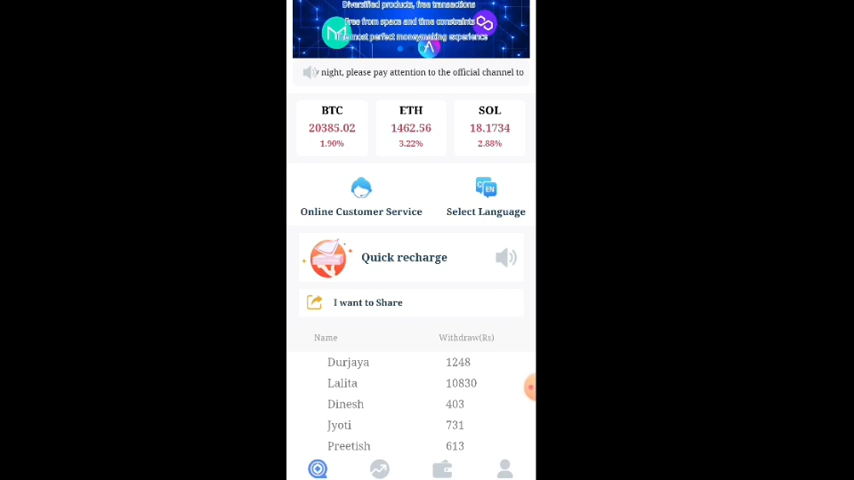 Diversified products, free transactions
Free from space and time constraints
most perfect moneymaking experience
night, please pay attention to the official channel to
BTC ETH SOL
20385.02 1462.56 18.1734
1.90% 3.22% 2.88%
EN
Online Customer Service Select Language
Quick recharge
I want to Share
Name Withdraw(Rs)
Durjaya 1248
Lalita 10830
Dinesh 403
Jyoti 731
Preetish 613